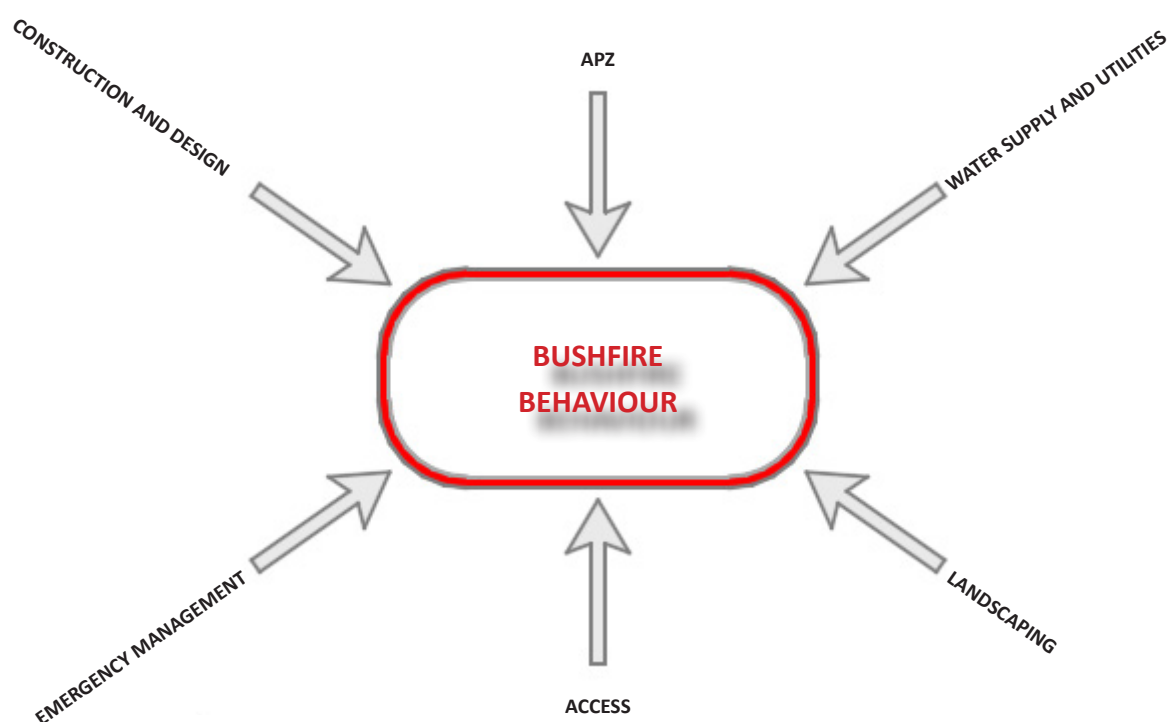 CONSTRUCTION AND DESIGN
APZ
WATER SUPPLY AND UTILITIES
BUSHFIRE
BEHAVIOUR
EMERGENCY MANAGEMENT
ACCESS
LANDSCAPING